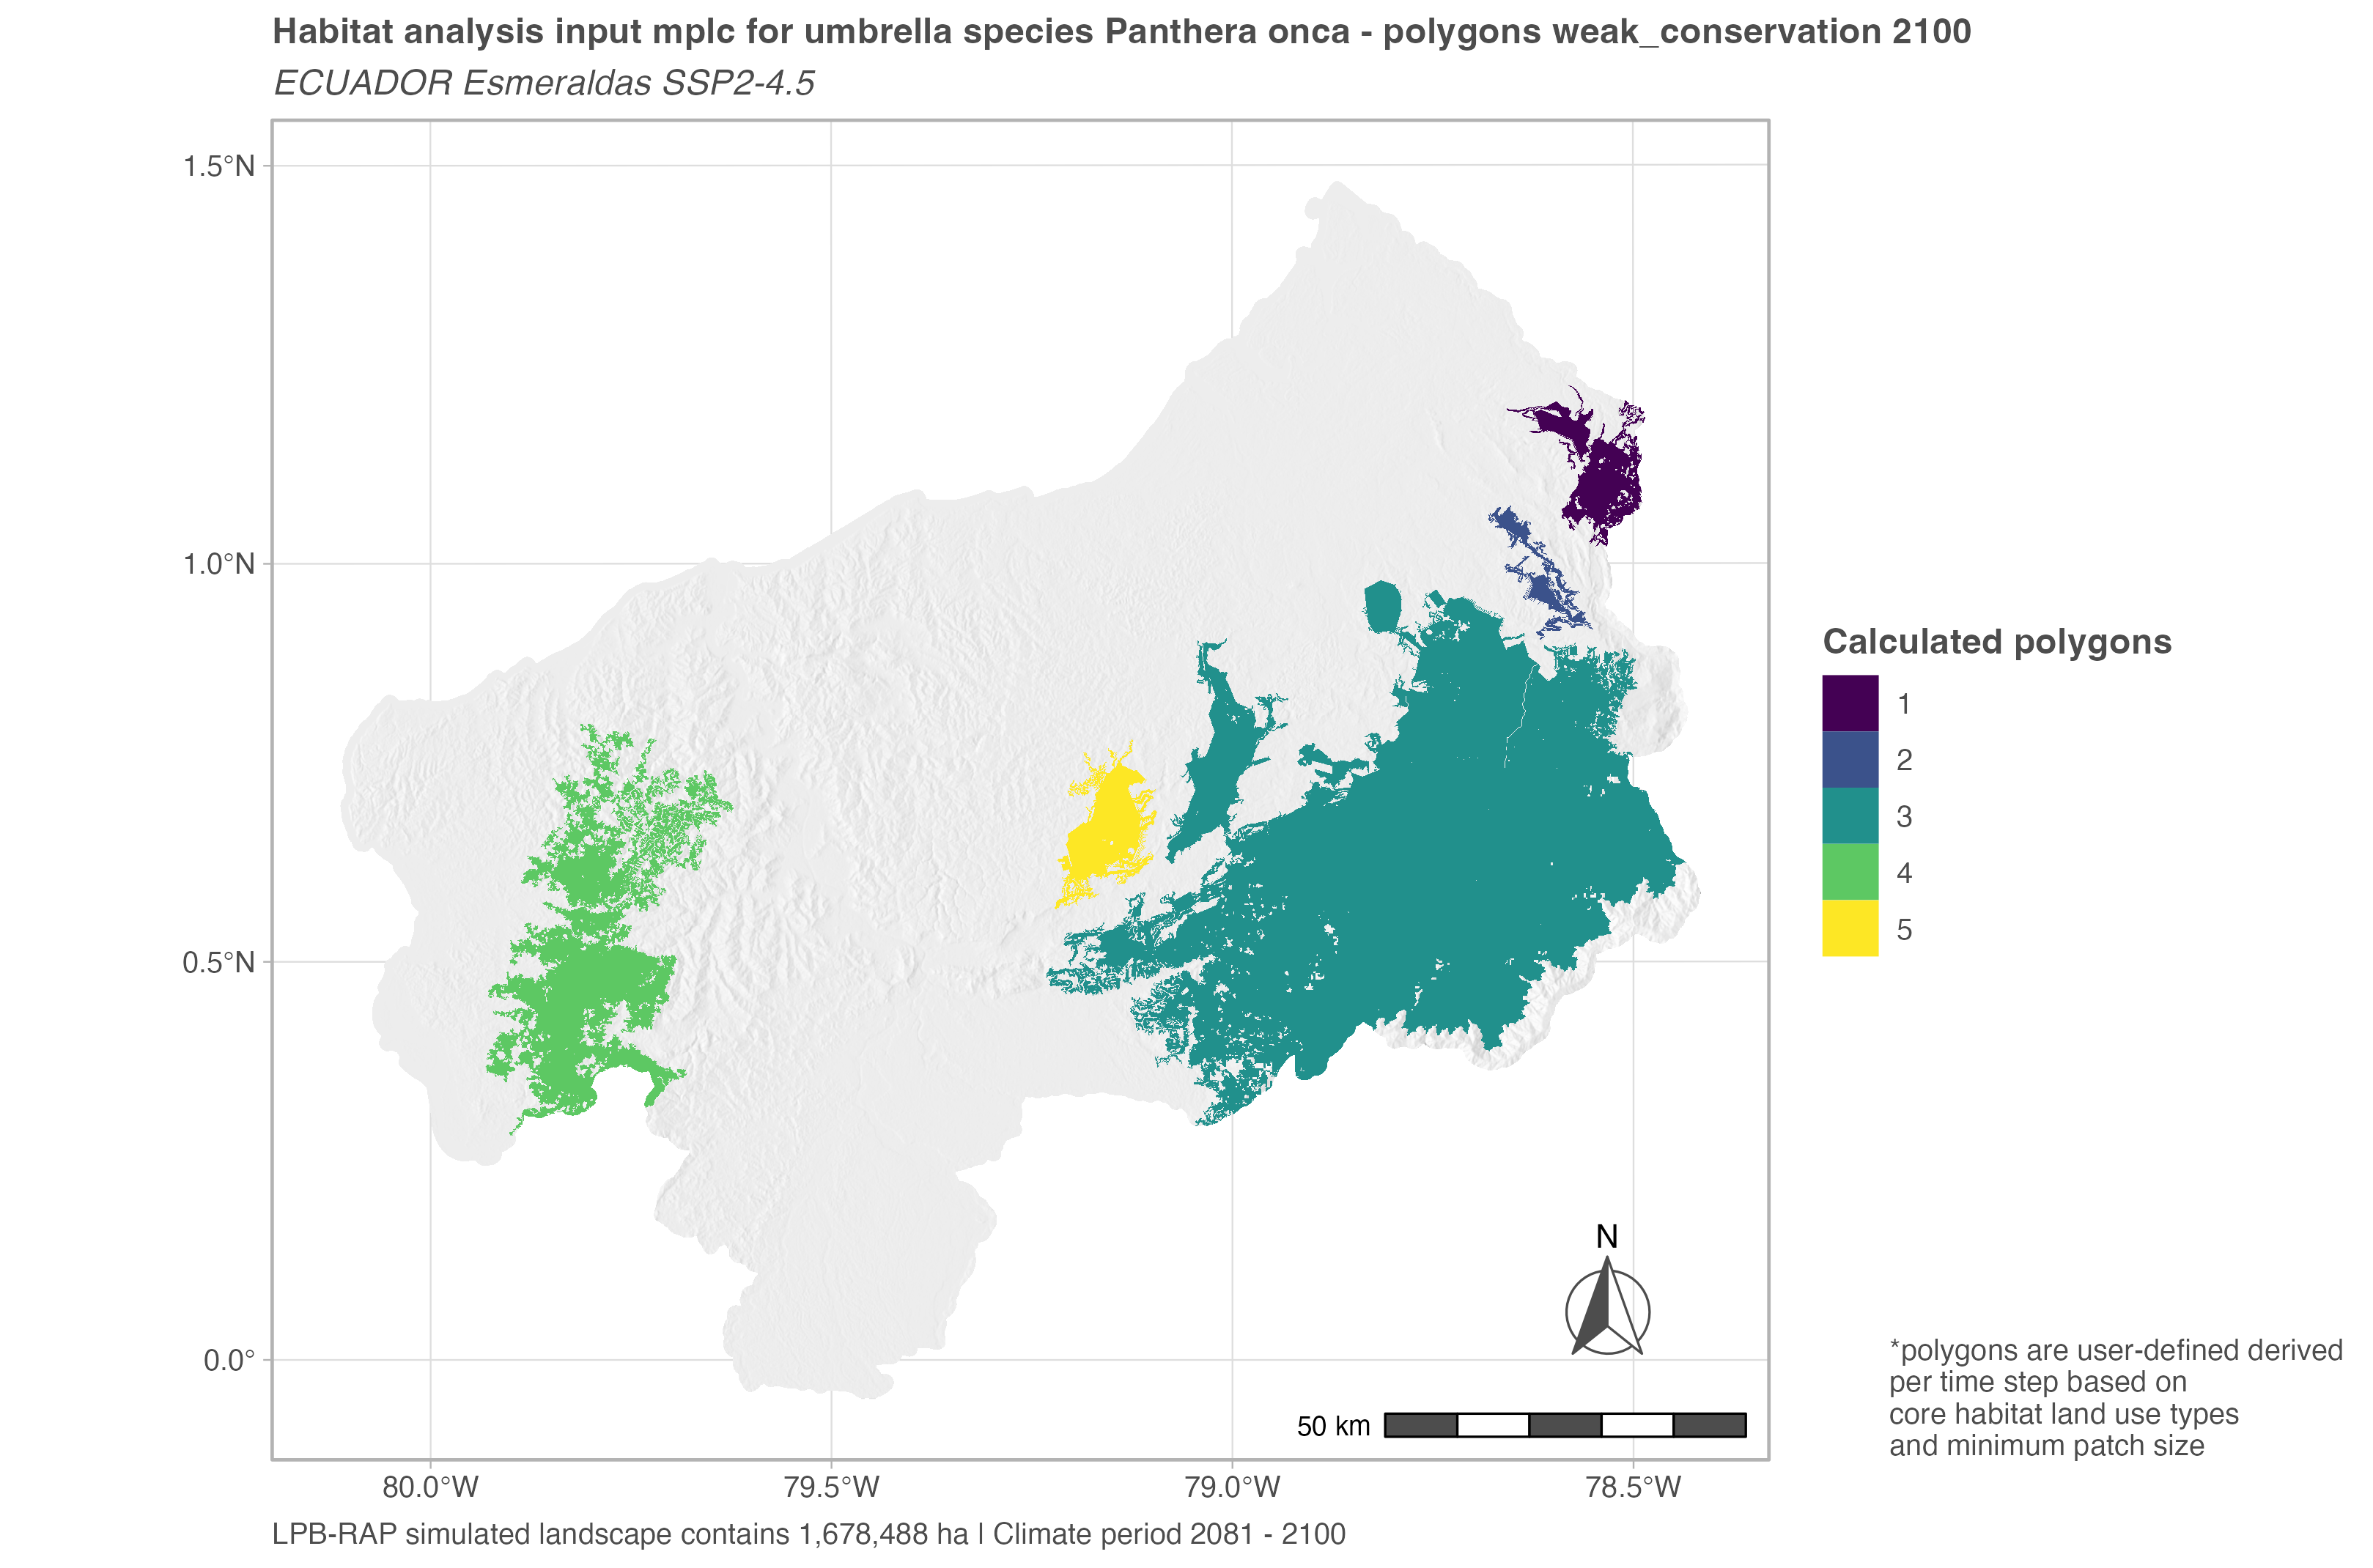 Habitat analysis input mplc for umbrella species Panthera onca - polygons weak_conservation 2100
ECUADOR Esmeraldas SSP2-4.5
1.5°N
1.0°N
0.5°N
0.0°
80.0°W
79.5°W
79.0°W
78.5°W
N
50 km
Calculated polygons
1
2
3
4
5
*polygons are user-defined derived
per time step based on
core habitat land use types
and minimum patch size
LPB-RAP simulated landscape contains 1,678,488 ha | Climate period 2081 - 2100